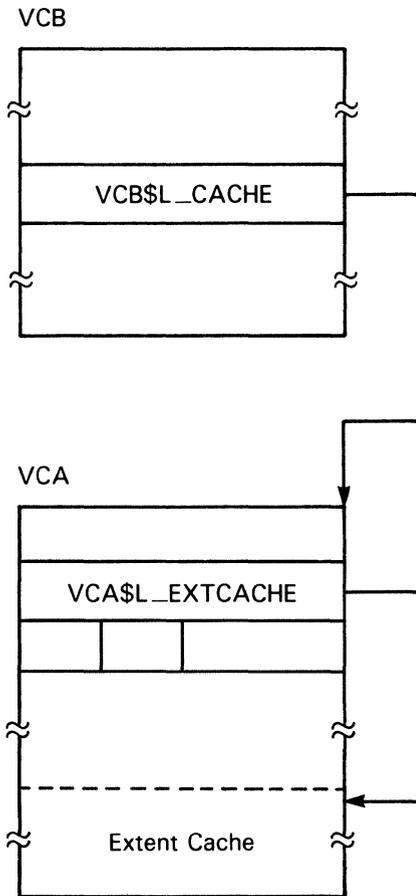 VCB
VCB$L_CACHE
VCA
VCA$L_EXTCACHE
Extent Cache